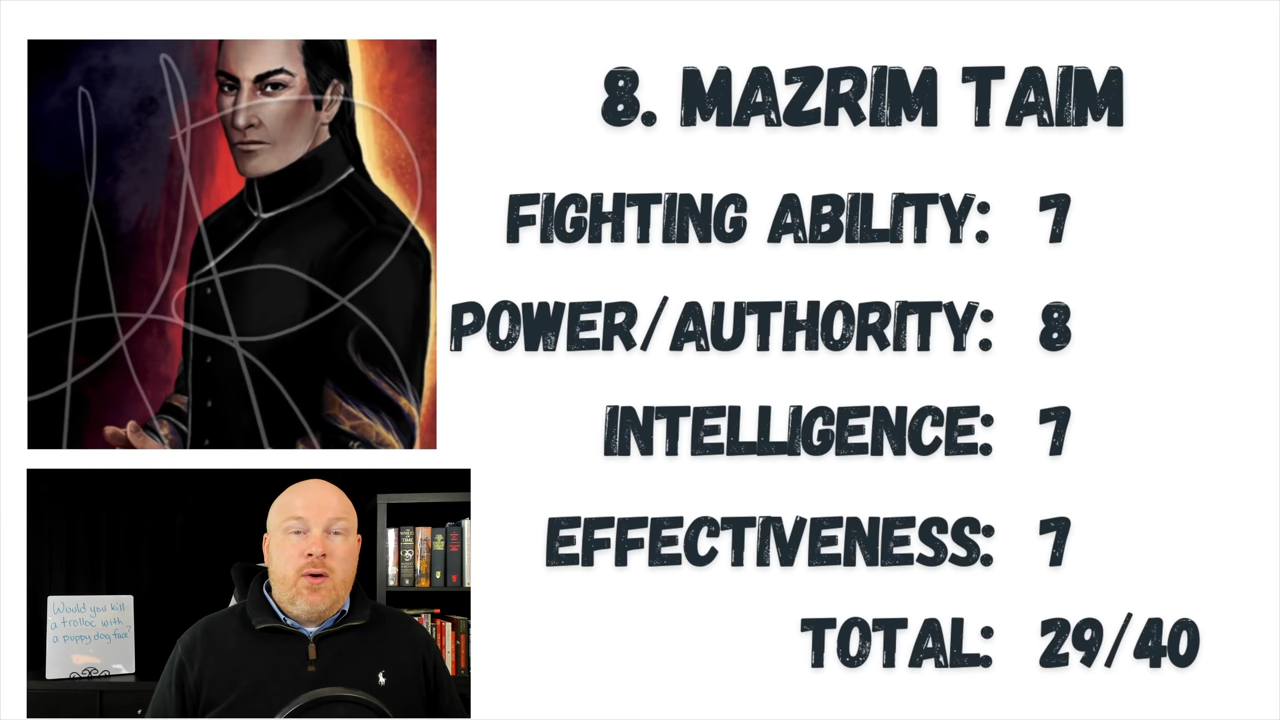 8. MAZRIM TAIM
FIGHTING ABILITY: 7
POWER/AUTHORITY: 8
INTELLIGENCE: 7
EFFECTIVENESS: 7
TOTAL: 29/40
Would you kill
a trolloc with
a puppy dog face?